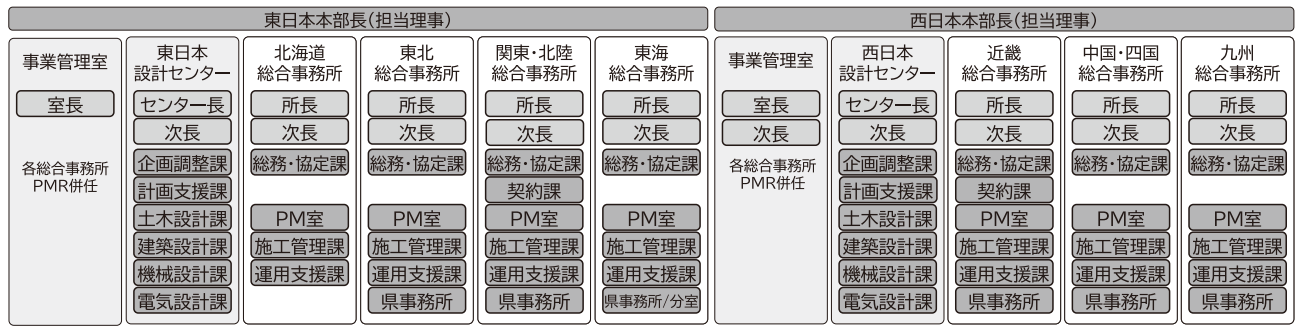 東日本本部長(担当理事)
事業管理室
室長
各総合事務所
PMR併任
東日本
設計センター
センター長
次長
企画調整課
計画支援課
土木設計課
建築設計課
機械設計課
電気設計課
北海道
総合事務所
所長
次長
総務・協定課
PM室
施工管理課
運用支援課
東北
総合事務所
所長
次長
総務・協定課
PM室
施工管理課
運用支援課
県事務所
関東・北陸
総合事務所
所長
次長
総務・協定課
契約課
PM室
施工管理課
運用支援課
県事務所
東海
総合事務所
所長
次長
総務・協定課
PM室
施工管理課
運用支援課
県事務所/分室
西日本本部長(担当理事)
事業管理室
室長
次長
各総合事務所
PMR併任
西日本
設計センター
センター長
次長
企画調整課
計画支援課
土木設計課
建築設計課
機械設計課
電気設計課
近畿
総合事務所
所長
次長
総務・協定課
契約課
PM室
施工管理課
運用支援課
県事務所
中国・四国
総合事務所
所長
次長
総務・協定課
PM室
施工管理課
運用支援課
県事務所
九州
総合事務所
所長
次長
総務・協定課
PM室
施工管理課
運用支援課
県事務所